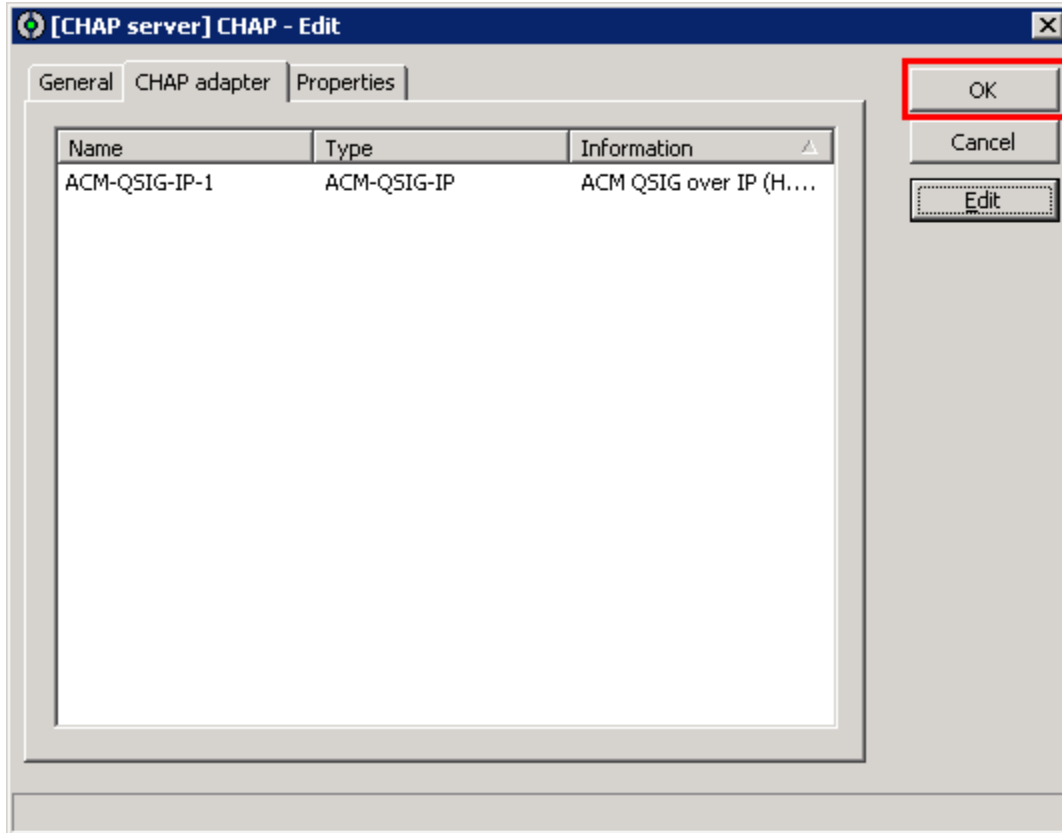 [CHAP server] CHAP - Edit
General CHAP adapter Properties
OK
Cancel
Edit
Name Type Information
ACM-QSIG-IP-1 ACM-QSIG-IP ACM QSIG over IP (H....